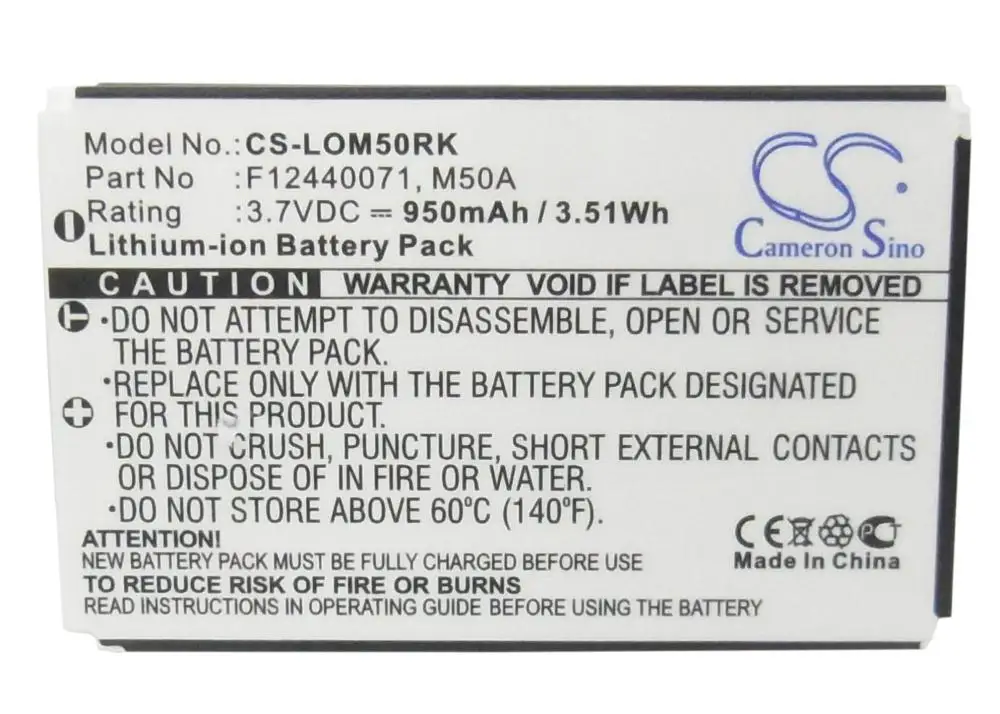 Model No.: CS-LOM50RK
Part No : F12440071, M50A
Rating : 3.7VDC ⎓ 950mAh / 3.51Wh
Lithium-ion Battery Pack
CS
Cameron Sino
CAUTION WARRANTY VOID IF LABEL IS REMOVED
•DO NOT ATTEMPT TO DISASSEMBLE, OPEN OR SERVICE
THE BATTERY PACK.
•REPLACE ONLY WITH THE BATTERY PACK DESIGNATED
FOR THIS PRODUCT.
•DO NOT CRUSH, PUNCTURE, SHORT EXTERNAL CONTACTS
OR DISPOSE OF IN FIRE OR WATER.
•DO NOT STORE ABOVE 60°C (140°F).
ATTENTION!
NEW BATTERY PACK MUST BE FULLY CHARGED BEFORE USE
TO REDUCE RISK OF FIRE OR BURNS
READ INSTRUCTIONS IN OPERATING GUIDE BEFORE USING THE BATTERY
CE PCT
Made In China